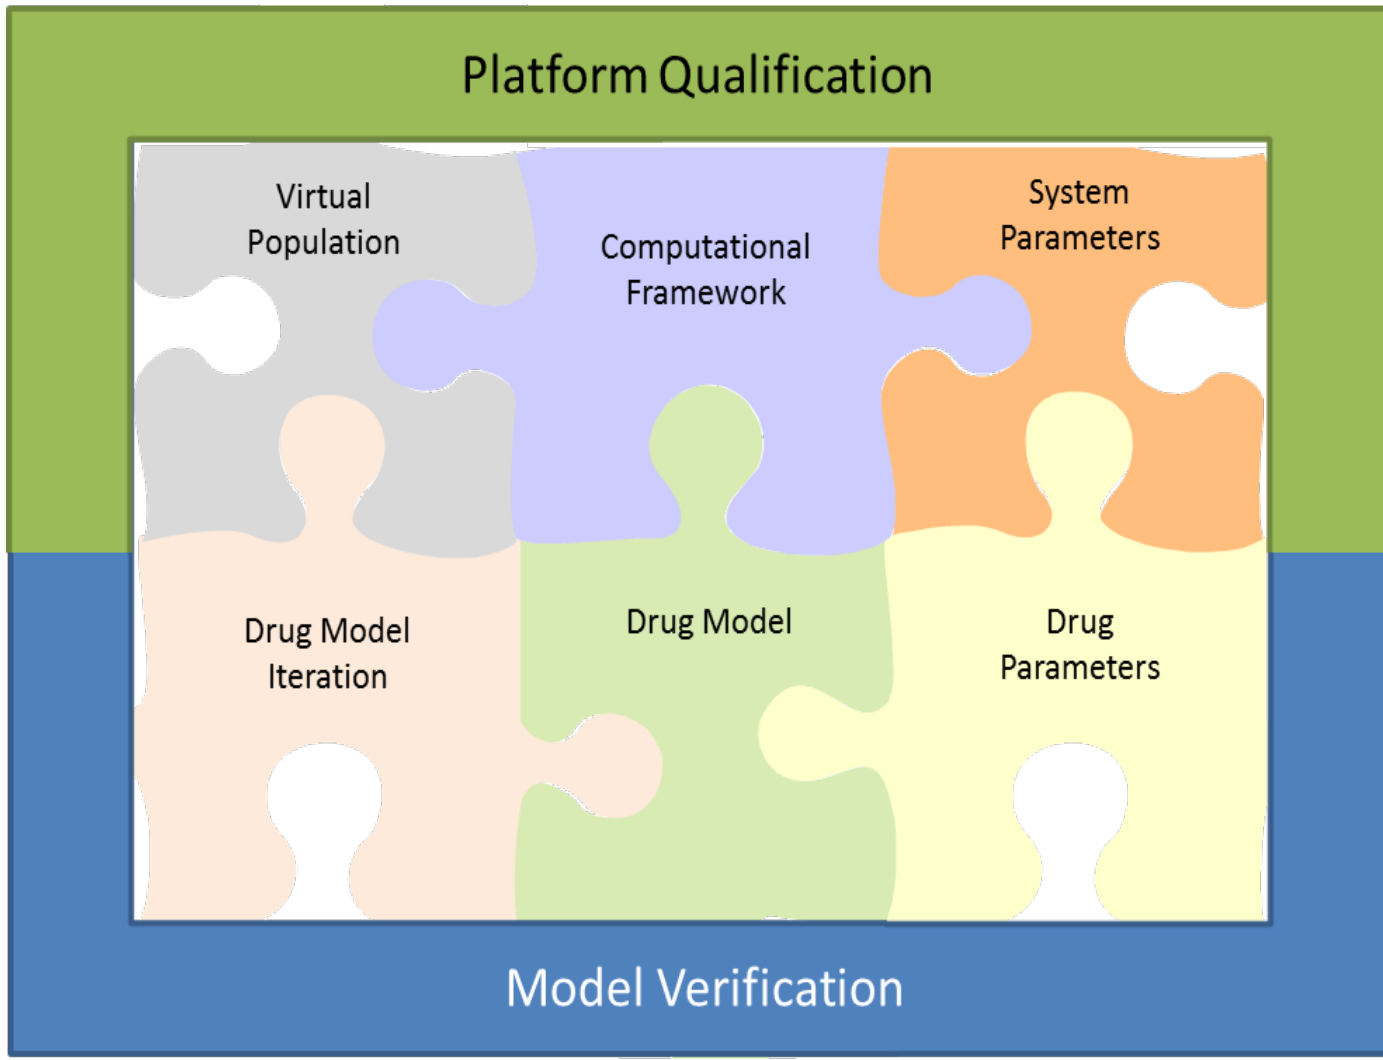 Platform Qualification
Virtual
Population
Computational
Framework
System
Parameters
Drug Model
Iteration
Drug Model
Drug
Parameters
Model Verification